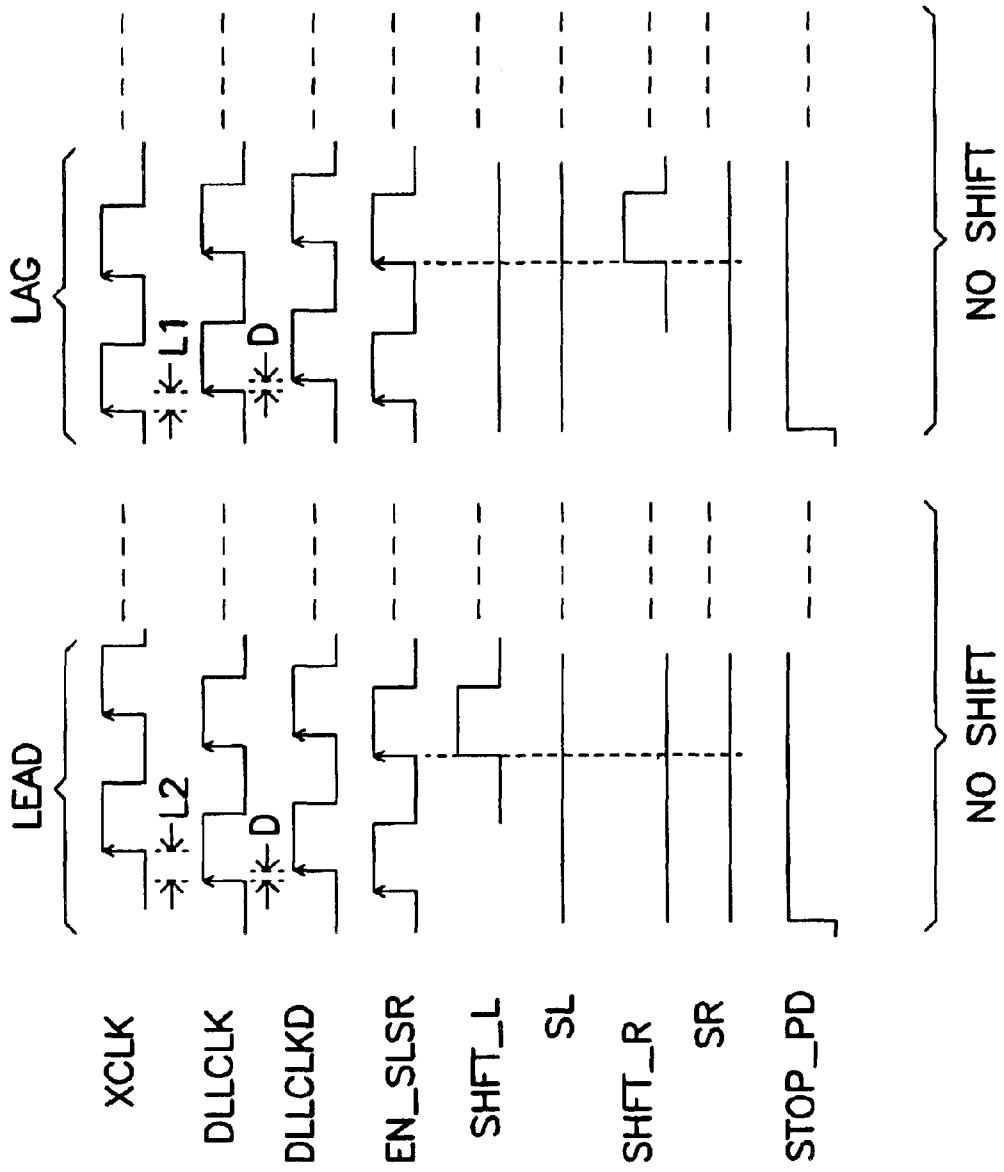 LEAD
LAG
XCLK
L2
L1
DLLCLK
D
D
DLLCLKD
EN_SLSR
SHFT_L
SL
SHFT_R
SR
STOP_PD
NO SHIFT
NO SHIFT